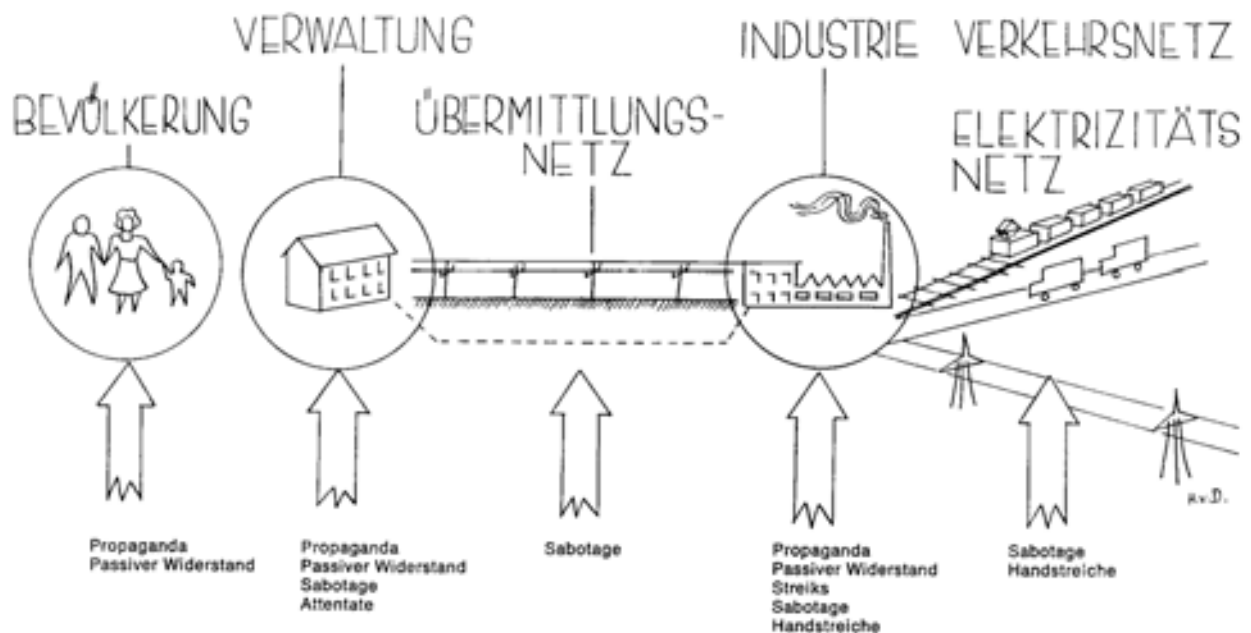 VERWALTUNG
INDUSTRIE
VERKEHRSNETZ
BEVÖLKERUNG
ÜBERMITTLUNGS-
NETZ
ELEKTRIZITÄTS
NETZ
H.v.D.
Propaganda
Passiver Widerstand
Propaganda
Passiver Widerstand
Sabotage
Attentate
Sabotage
Propaganda
Passiver Widerstand
Streiks
Sabotage
Handstreiche
Sabotage
Handstreiche